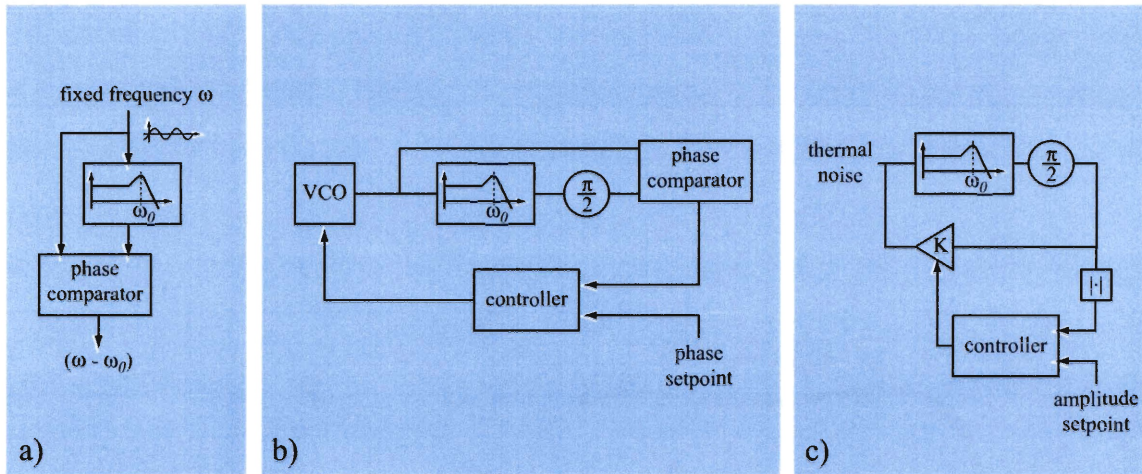 fixed frequency ω
ω0
phase
comparator
(ω - ω0)
a)
VCO
ω0
π
2
phase
comparator
controller
phase
setpoint
b)
thermal
noise
ω0
π
2
K
|·|
controller
amplitude
setpoint
c)